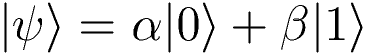 |ψ⟩ = α|0⟩ + β|1⟩